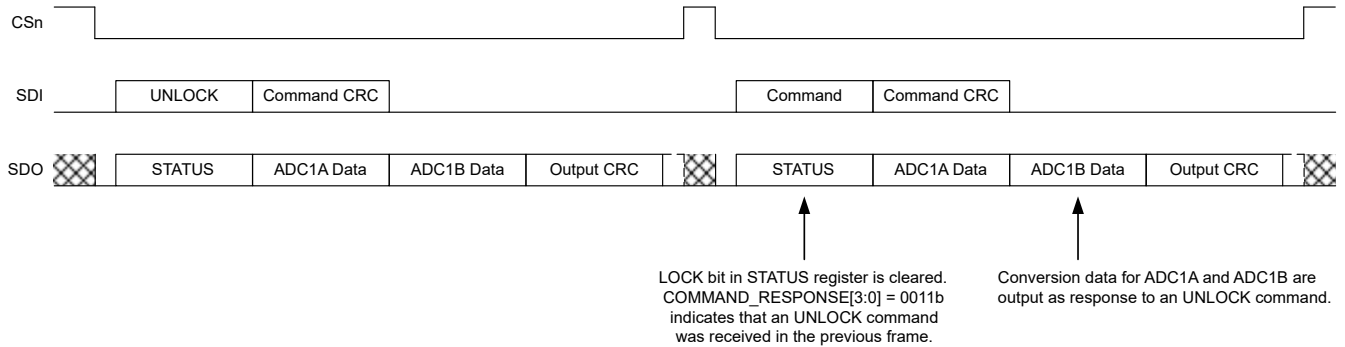 CSn
SDI UNLOCK Command CRC Command Command CRC
SDO STATUS ADC1A Data ADC1B Data Output CRC STATUS ADC1A Data ADC1B Data Output CRC
LOCK bit in STATUS register is cleared.
COMMAND_RESPONSE[3:0] = 0011b
indicates that an UNLOCK command
was received in the previous frame.
Conversion data for ADC1A and ADC1B are
output as response to an UNLOCK command.